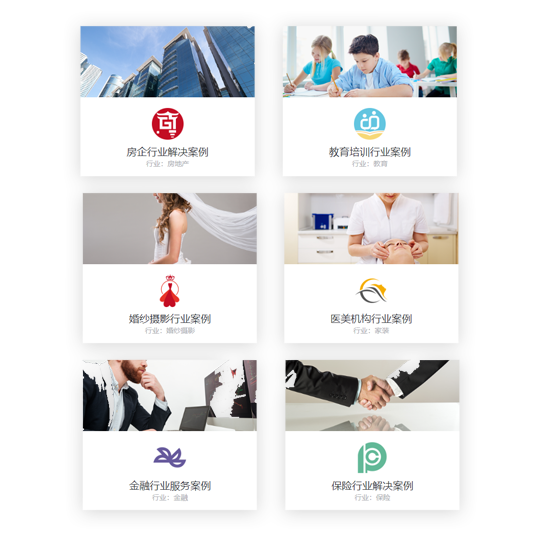 房企行业解决案例
行业：房地产
教育培训行业案例
行业：教育
婚纱摄影行业案例
行业：婚纱摄影
医美机构行业案例
行业：家装
金融行业服务案例
行业：金融
保险行业解决案例
行业：保险